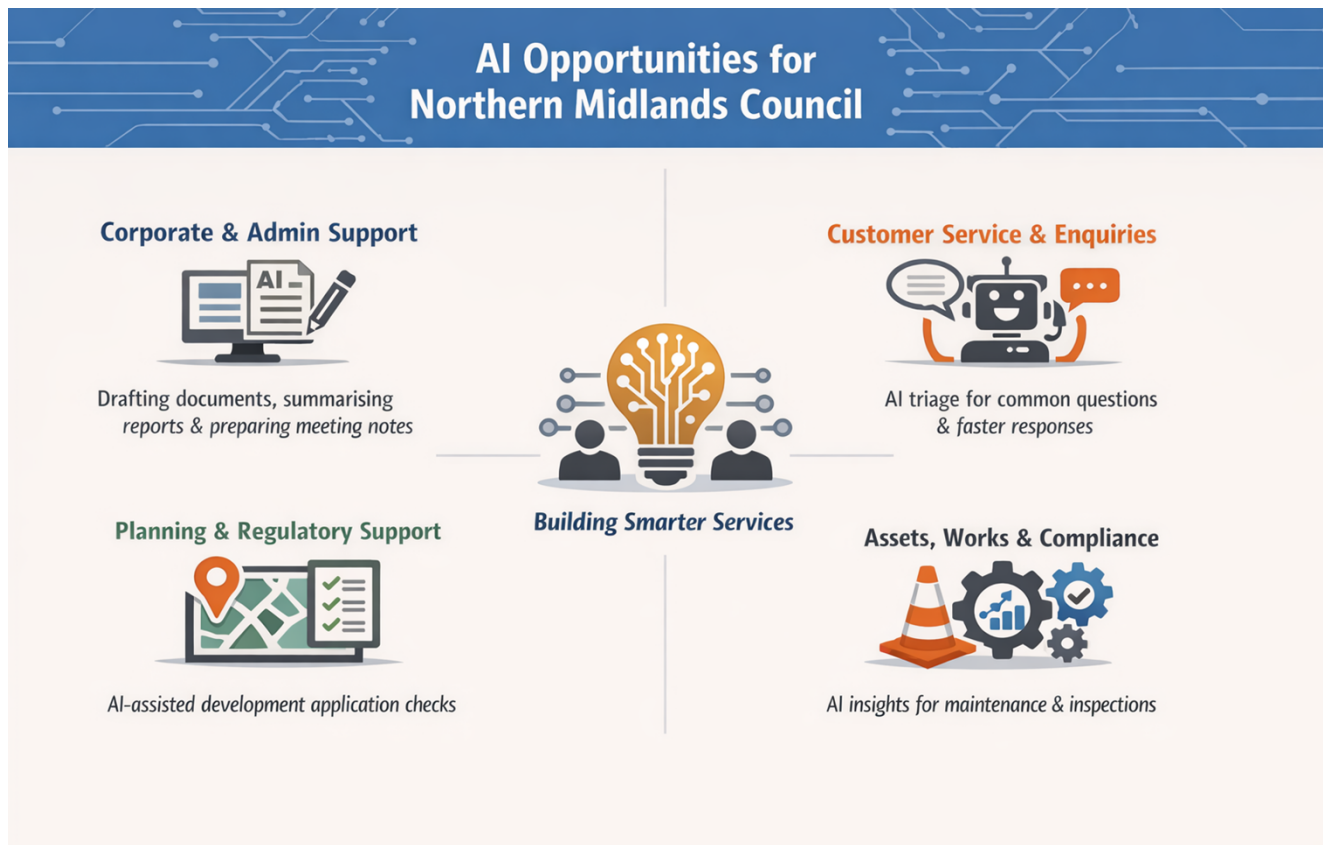 AI Opportunities for
Northern Midlands Council
Corporate & Admin Support
AI
Drafting documents, summarising
reports & preparing meeting notes
Customer Service & Enquiries
AI triage for common questions
& faster responses
Building Smarter Services
Planning & Regulatory Support
AI-assisted development application checks
Assets, Works & Compliance
AI insights for maintenance & inspections